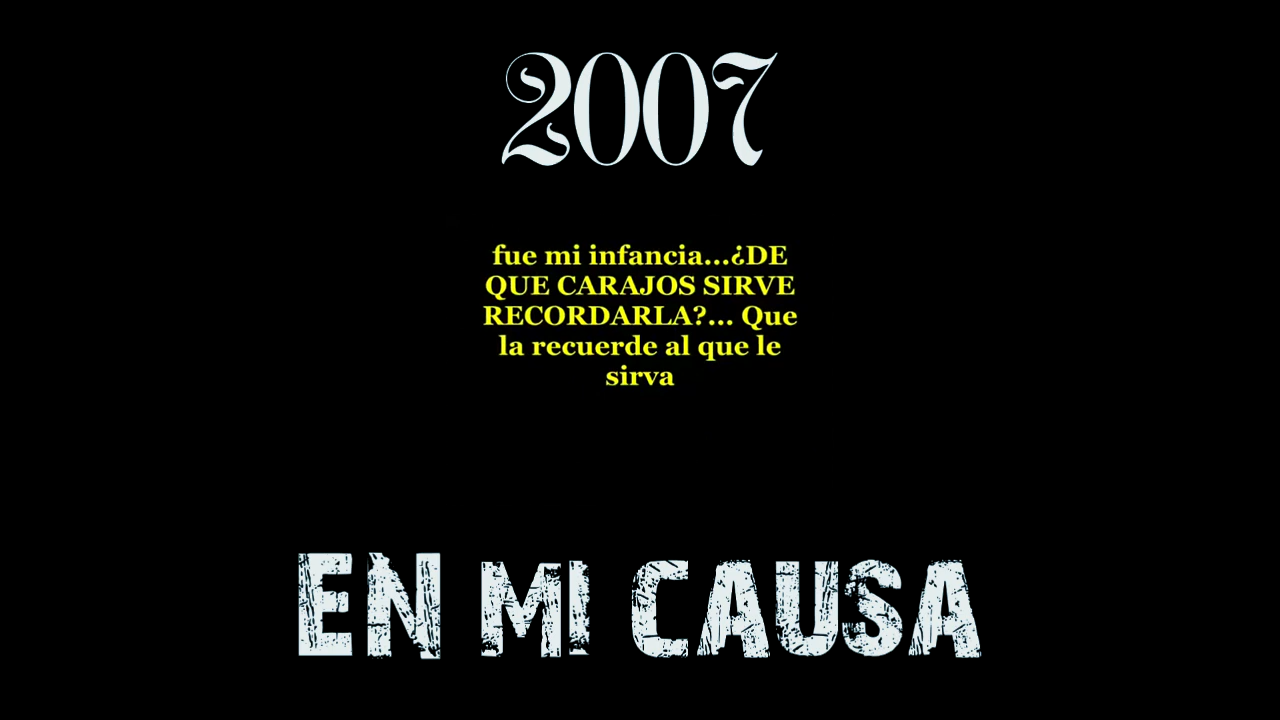 2007
fue mi infancia...¿DE
QUE CARAJOS SIRVE
RECORDARLA?... Que
la recuerde al que le
sirva
EN MI CAUSA